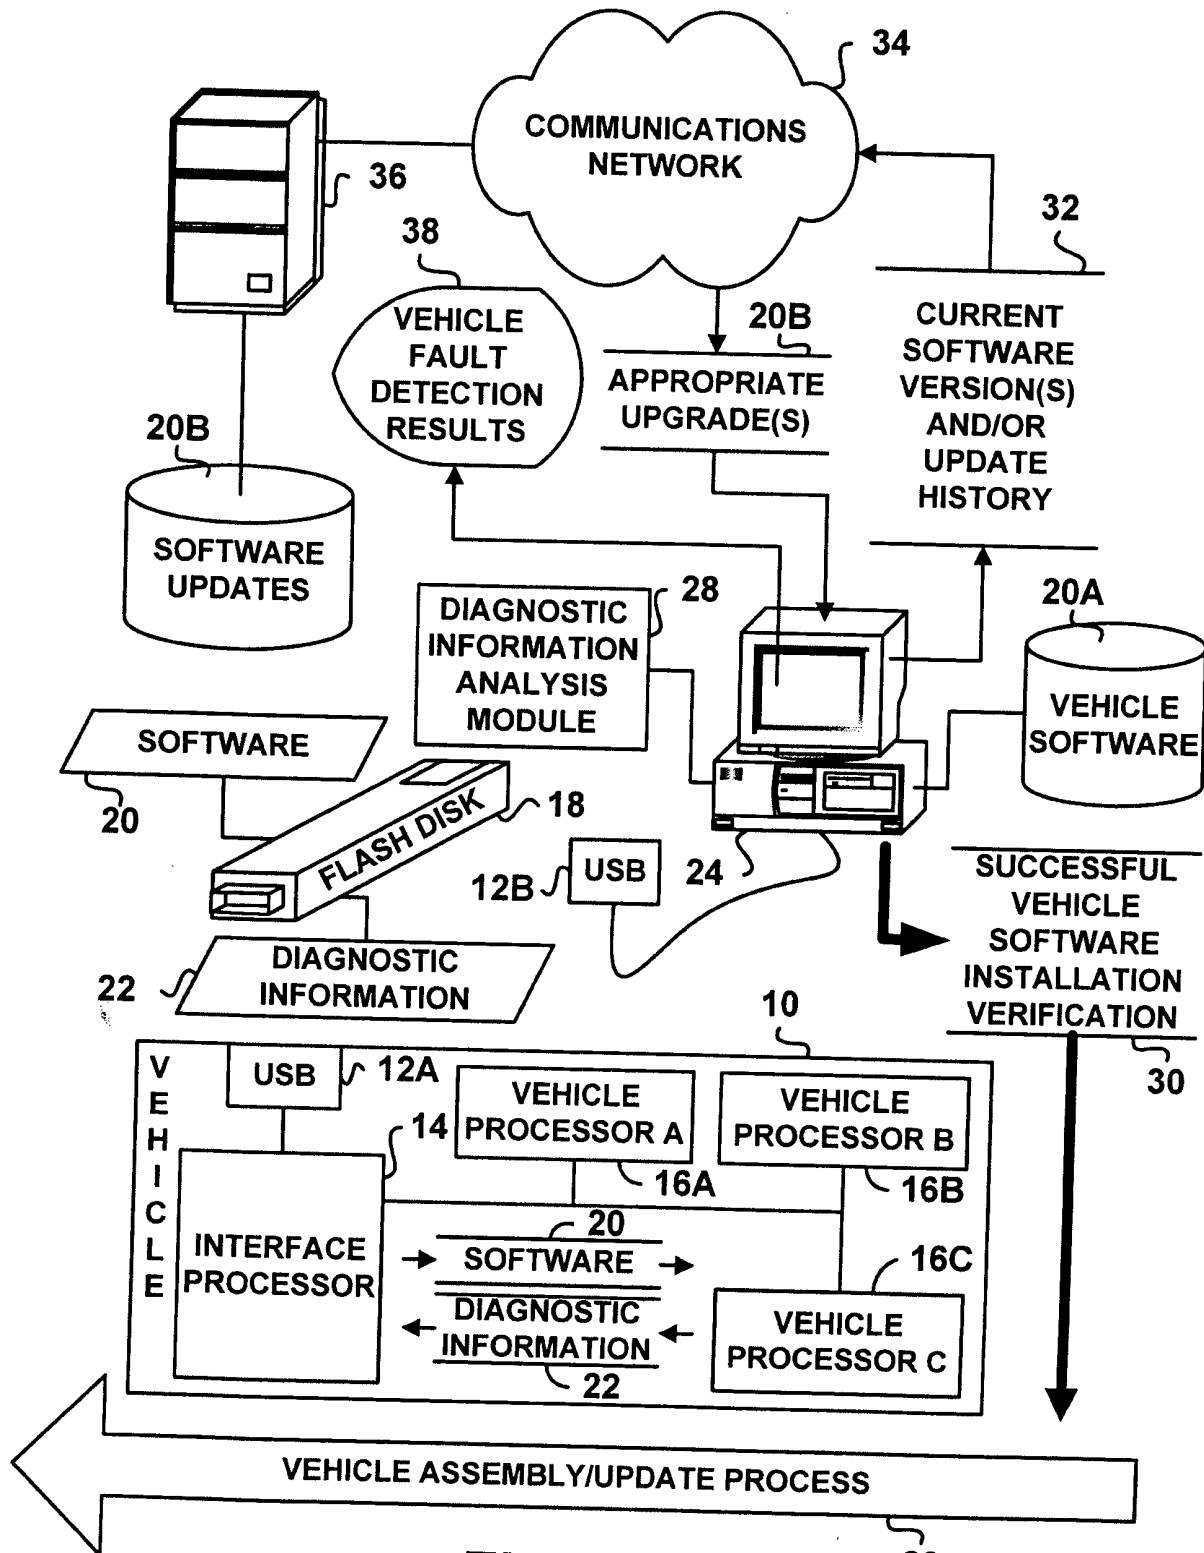 34
COMMUNICATIONS
NETWORK
36
32
38
VEHICLE
FAULT
DETECTION
RESULTS
20B
APPROPRIATE
UPGRADE(S)
CURRENT
SOFTWARE
VERSION(S)
AND/OR
UPDATE
HISTORY
20B
SOFTWARE
UPDATES
DIAGNOSTIC
INFORMATION
ANALYSIS
MODULE
28
20A
VEHICLE
SOFTWARE
SOFTWARE
20
FLASH DISK
18
12B
USB
24
SUCCESSFUL
VEHICLE
SOFTWARE
INSTALLATION
VERIFICATION
30
DIAGNOSTIC
INFORMATION
22
10
VEHICLE
USB
12A
14
VEHICLE
PROCESSOR A
16A
VEHICLE
PROCESSOR B
16B
INTERFACE
PROCESSOR
20
SOFTWARE
DIAGNOSTIC
INFORMATION
22
16C
VEHICLE
PROCESSOR C
VEHICLE ASSEMBLY/UPDATE PROCESS